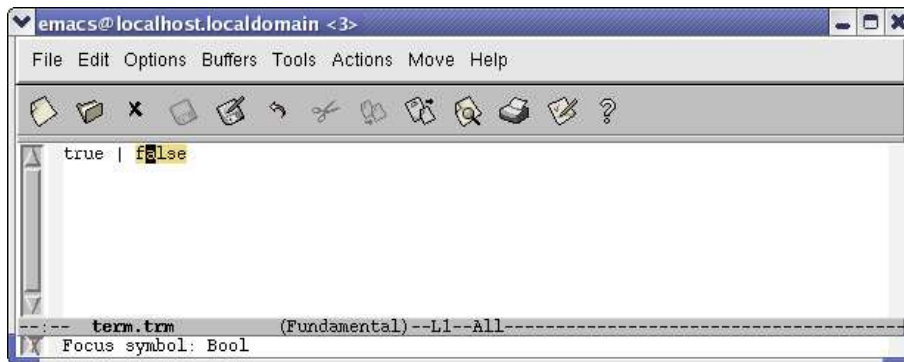 emacs@localhost.localdomain <3>
File Edit Options Buffers Tools Actions Move Help
true | false
--:-- term.trm (Fundamental)--L1--All----------------------------------------
Focus symbol: Bool